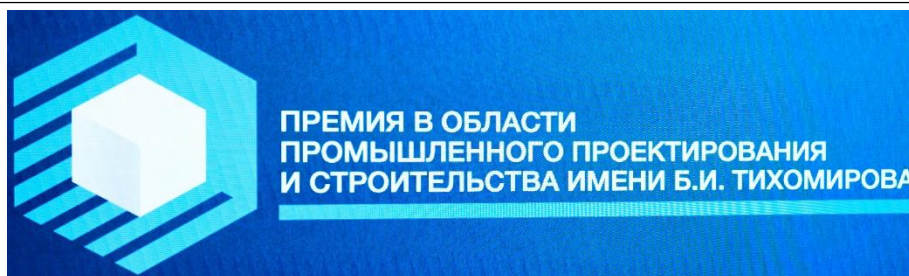 ПРЕМИЯ В ОБЛАСТИ
ПРОМЫШЛЕННОГО ПРОЕКТИРОВАНИЯ
И СТРОИТЕЛЬСТВА ИМЕНИ Б.И. ТИХОМИРОВА